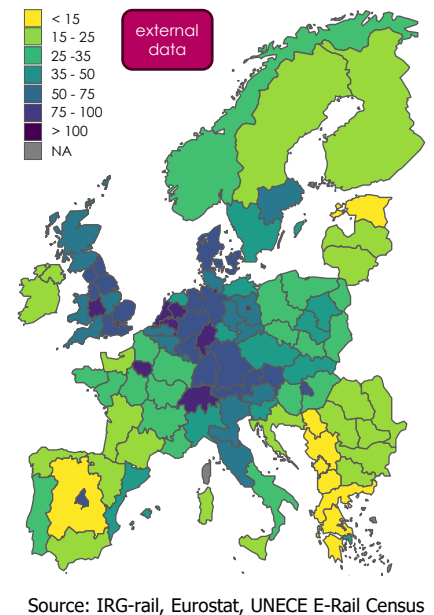 < 15
15 - 25
25 -35
35 - 50
50 - 75
75 - 100
> 100
NA
external
data
Source: IRG-rail, Eurostat, UNECE E-Rail Census